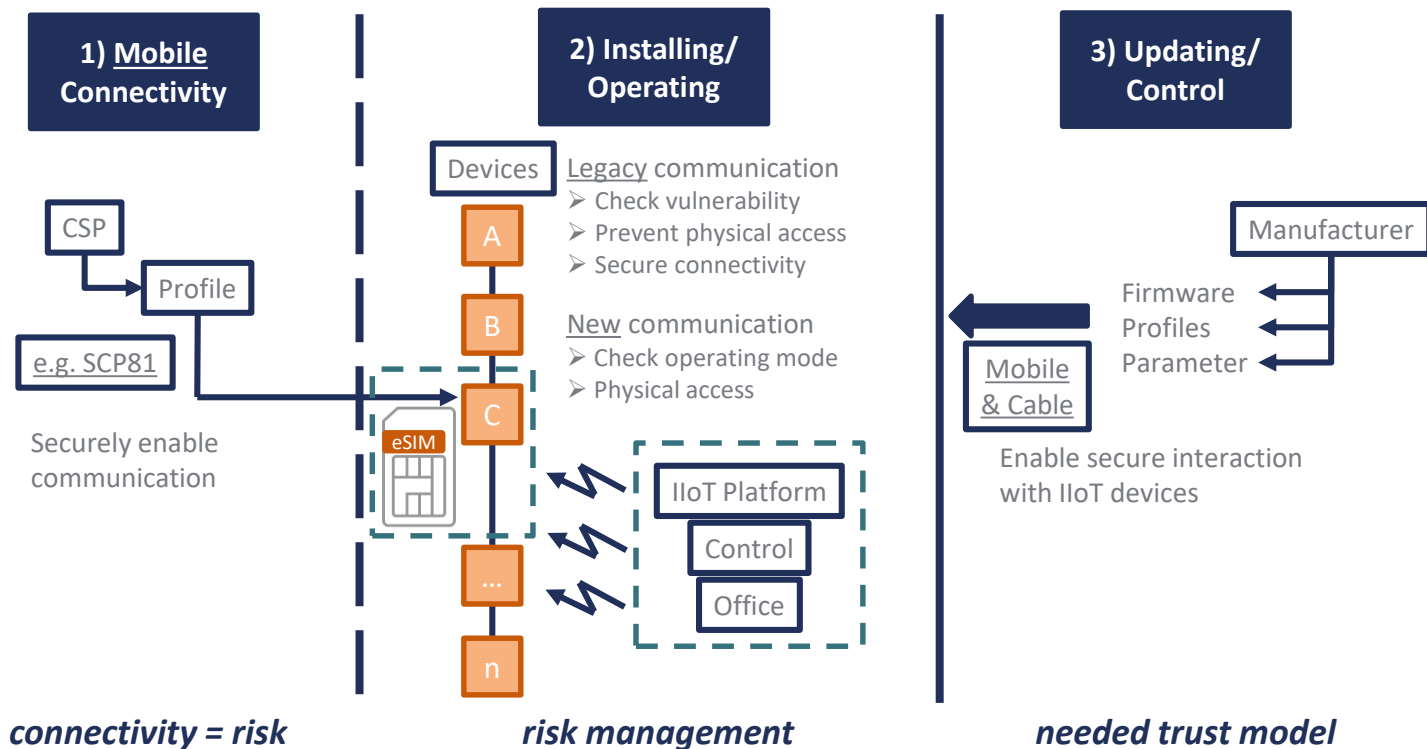 1) Mobile
Connectivity
CSP
Profile
e.g. SCP81
Securely enable
communication
connectivity = risk
2) Installing/
Operating
Devices
A
B
C
...
n
eSIM
Legacy communication
➢ Check vulnerability
➢ Prevent physical access
➢ Secure connectivity
New communication
➢ Check operating mode
➢ Physical access
IIoT Platform
Control
Office
risk management
3) Updating/
Control
Manufacturer
Firmware
Profiles
Parameter
Mobile
& Cable
Enable secure interaction
with IIoT devices
needed trust model